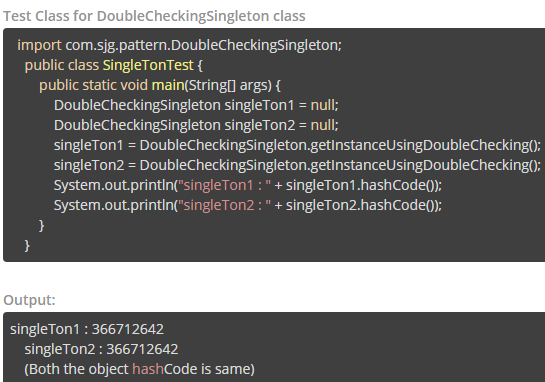 Test Class for DoubleCheckingSingleton class
import com.sjg.pattern.DoubleCheckingSingleton;
public class SingleTonTest {
public static void main(String[] args) {
DoubleCheckingSingleton singleTon1 = null;
DoubleCheckingSingleton singleTon2 = null;
singleTon1 = DoubleCheckingSingleton.getInstanceUsingDoubleChecking();
singleTon2 = DoubleCheckingSingleton.getInstanceUsingDoubleChecking();
System.out.println("singleTon1 : " + singleTon1.hashCode());
System.out.println("singleTon2 : " + singleTon2.hashCode());
}
}
Output:
singleTon1 : 366712642
singleTon2 : 366712642
(Both the object hashCode is same)